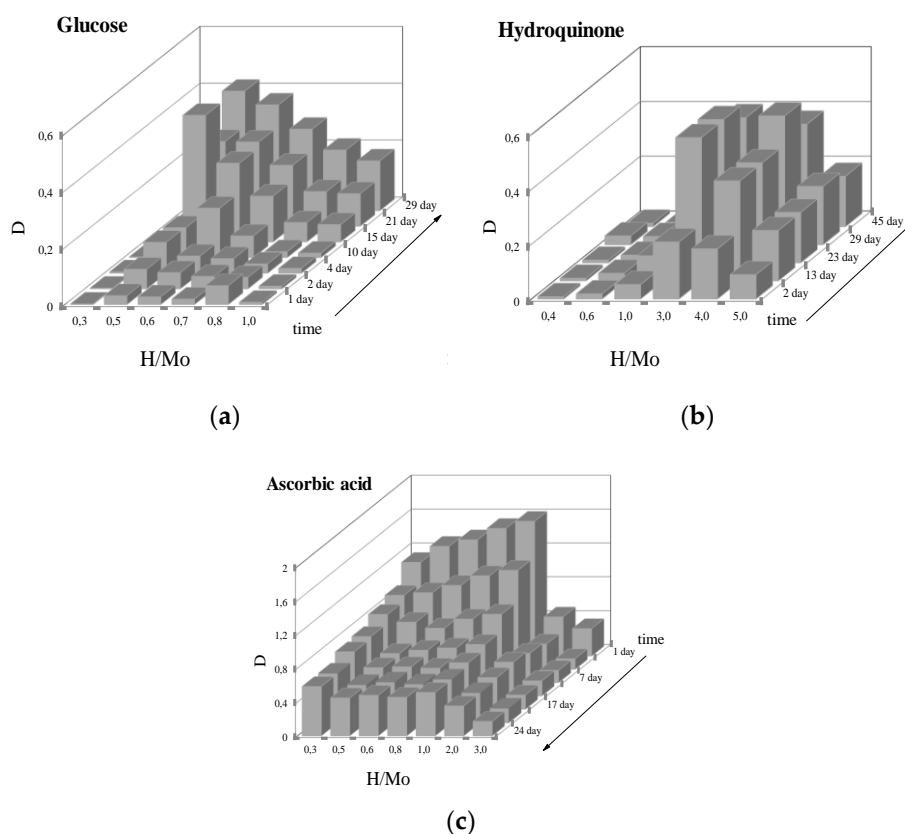 Glucose
0,6
0,4
0,2
0
D
0,3 0,5 0,6 0,7 0,8 1,0
H/Mo
1 day
2 day
4 day
10 day
15 day
21 day
29 day
time
(a)
Hydroquinone
0,6
0,4
0,2
0
D
0,4 0,6 1,0 3,0 4,0 5,0
H/Mo
2 day
13 day
23 day
29 day
45 day
time
(b)
Ascorbic acid
2
1,6
1,2
0,8
0,4
0
D
0,3 0,5 0,6 0,8 1,0 2,0 3,0
H/Mo
24 day
17 day
7 day
1 day
time
(c)